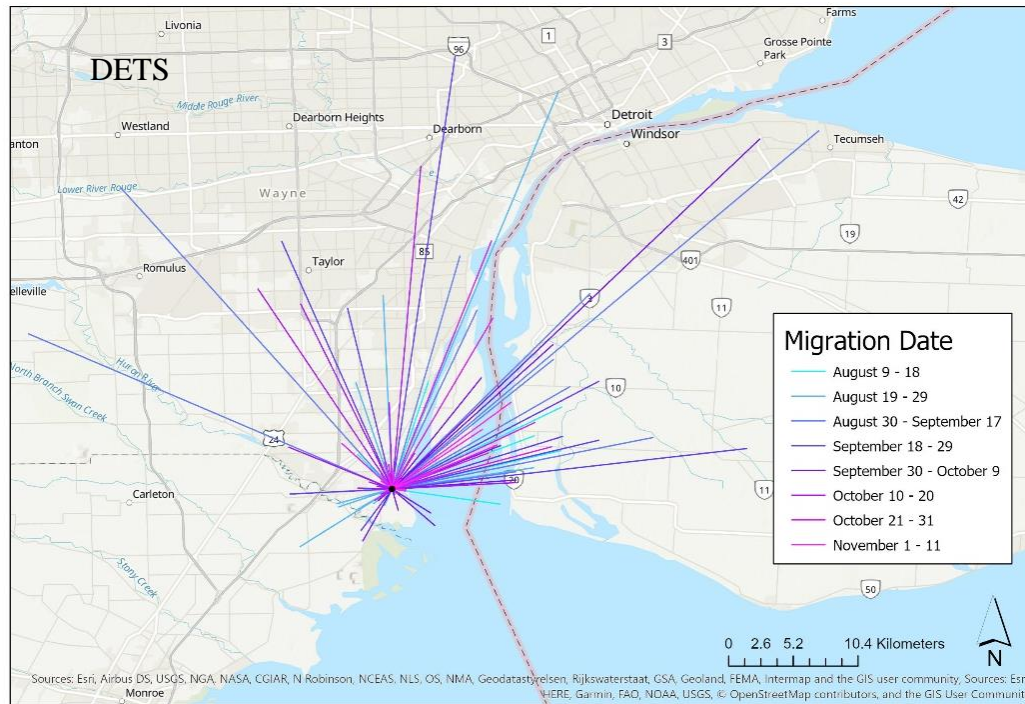 Livonia
Farms
96
1
3
Grosse Pointe
Park
DETS
Middle Rouge River
Detroit
Westland
Dearborn Heights
Dearborn
Windsor
anton
Tecumseh
Lower River Rouge
Wayne
42
19
85
401
Romulus
Taylor
elleville
3
11
Huron River
North Branch Swan Creek
10
24
20
11
Carleton
Stony Creek
50
Monroe
Migration Date
August 9 - 18
August 19 - 29
August 30 - September 17
September 18 - 29
September 30 - October 9
October 10 - 20
October 21 - 31
November 1 - 11
0 2.6 5.2 10.4 Kilometers
N
Sources: Esri, Airbus DS, USGS, NGA, NASA, CGIAR, N Robinson, NCEAS, NLS, OS, NMA, Geodatastyrelsen, Rijkswaterstaat, GSA, Geoland, FEMA, Intermap and the GIS user community, Sources: Esr
HERE, Garmin, FAO, NOAA, USGS, © OpenStreetMap contributors, and the GIS User Communit